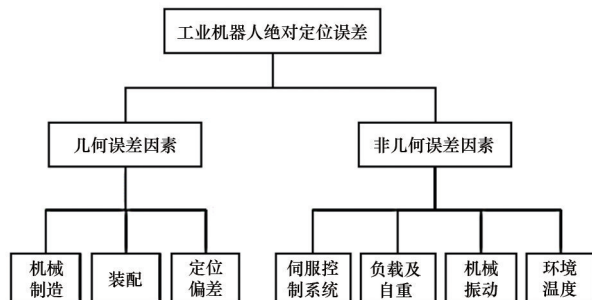 工业机器人绝对定位误差
几何误差因素
非几何误差因素
机械
制造
装配
定位
偏差
伺服控
制系统
负载及
自重
机械
振动
环境
温度